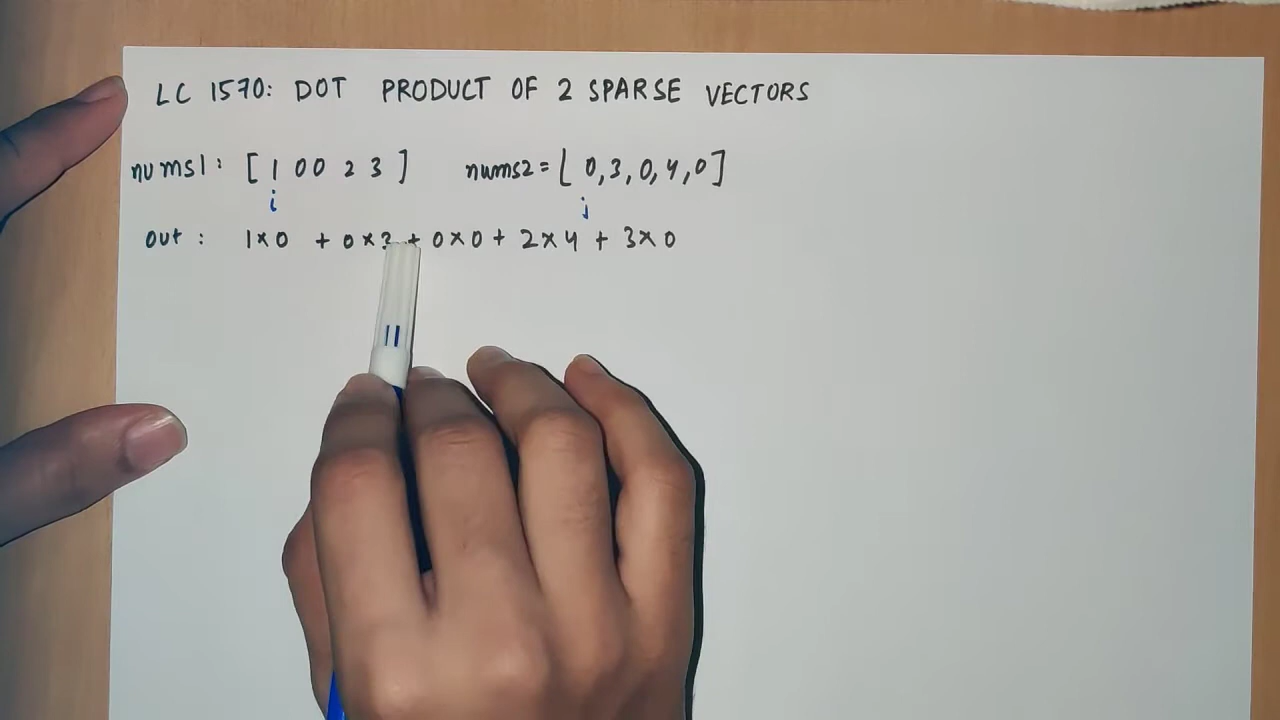 LC 1570: DOT PRODUCT OF 2 SPARSE VECTORS
nums1: [ 1 0 0 2 3 ] nums2 = [ 0, 3, 0, 4, 0 ]
i j
out : 1 x 0 + 0 x 3 + 0 x 0 + 2 x 4 + 3 x 0